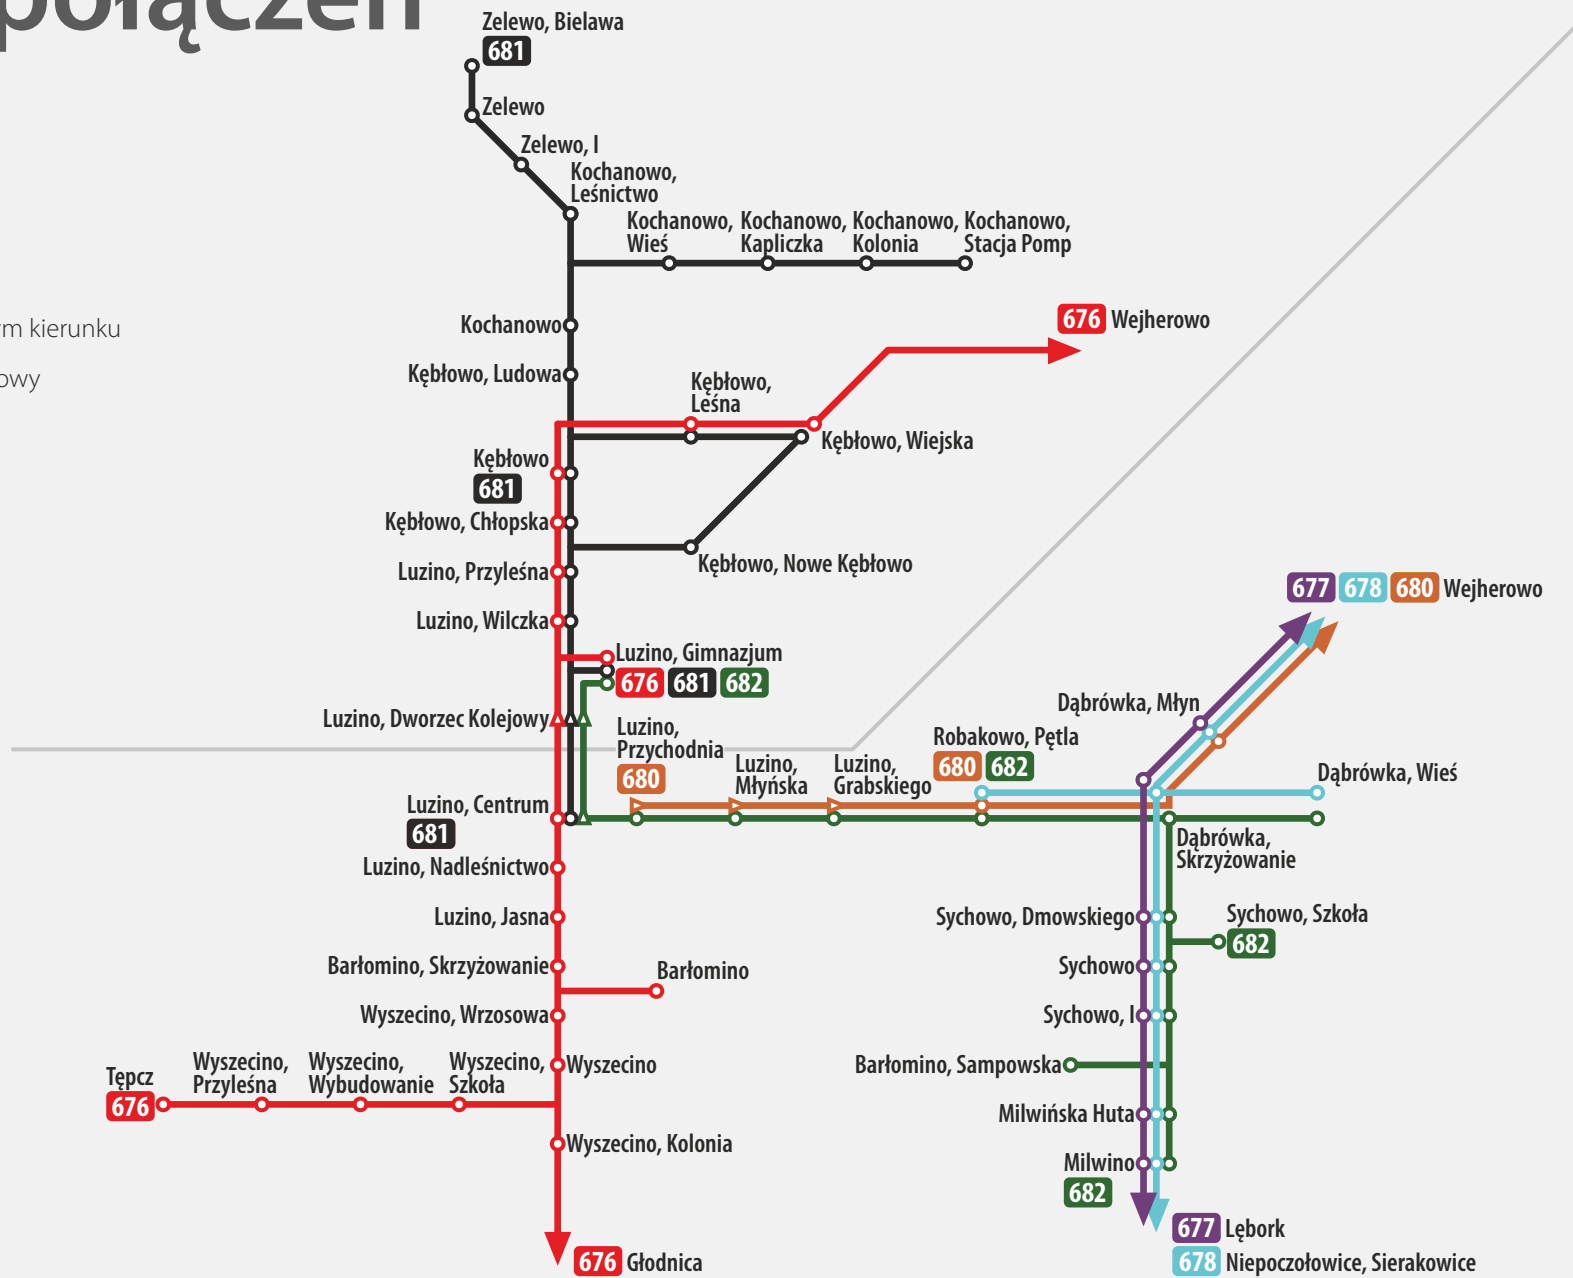 połączeń
Zelewo, Bielawa
681
Zelewo
Zelewo, I
Kochanowo,
Leśnictwo
Kochanowo,
Wieś
Kochanowo,
Kapliczka
Kochanowo,
Kolonia
Kochanowo,
Stacja Pomp
kierunku
Kochanowo
676 Wejherowo
Kębłowo, Ludowa
Kębłowo,
Leśna
Kębłowo, Wiejska
Kębłowo
681
Kębłowo, Chłopska
Kębłowo, Nowe Kębłowo
Luzino, Przyleśna
677 678 680 Wejherowo
Luzino, Wilczka
Luzino, Gimnazjum
676 681 682
Dąbrówka, Młyn
Luzino, Dworzec Kolejowy
Luzino,
Przychodnia
680
Luzino,
Młyńska
Luzino,
Grabskiego
Robakowo, Pętla
680 682
Dąbrówka, Wieś
Luzino, Centrum
681
Dąbrówka,
Skrzyżowanie
Luzino, Nadleśnictwo
Luzino, Jasna
Sychowo, Dmowskiego
Sychowo, Szkoła
682
Barłomino, Skrzyżowanie
Barłomino
Sychowo
Wyszecino, Wrzosowa
Sychowo, I
Tępcz
676
Wyszecino,
Przyleśna
Wyszecino,
Wybudowanie
Wyszecino,
Szkoła
Wyszecino
Barłomino, Sampowska
Milwińska Huta
Wyszecino, Kolonia
Milwino
682
677 Lębork
676 Głodnica
678 Niepoczołowice, Sierakowice